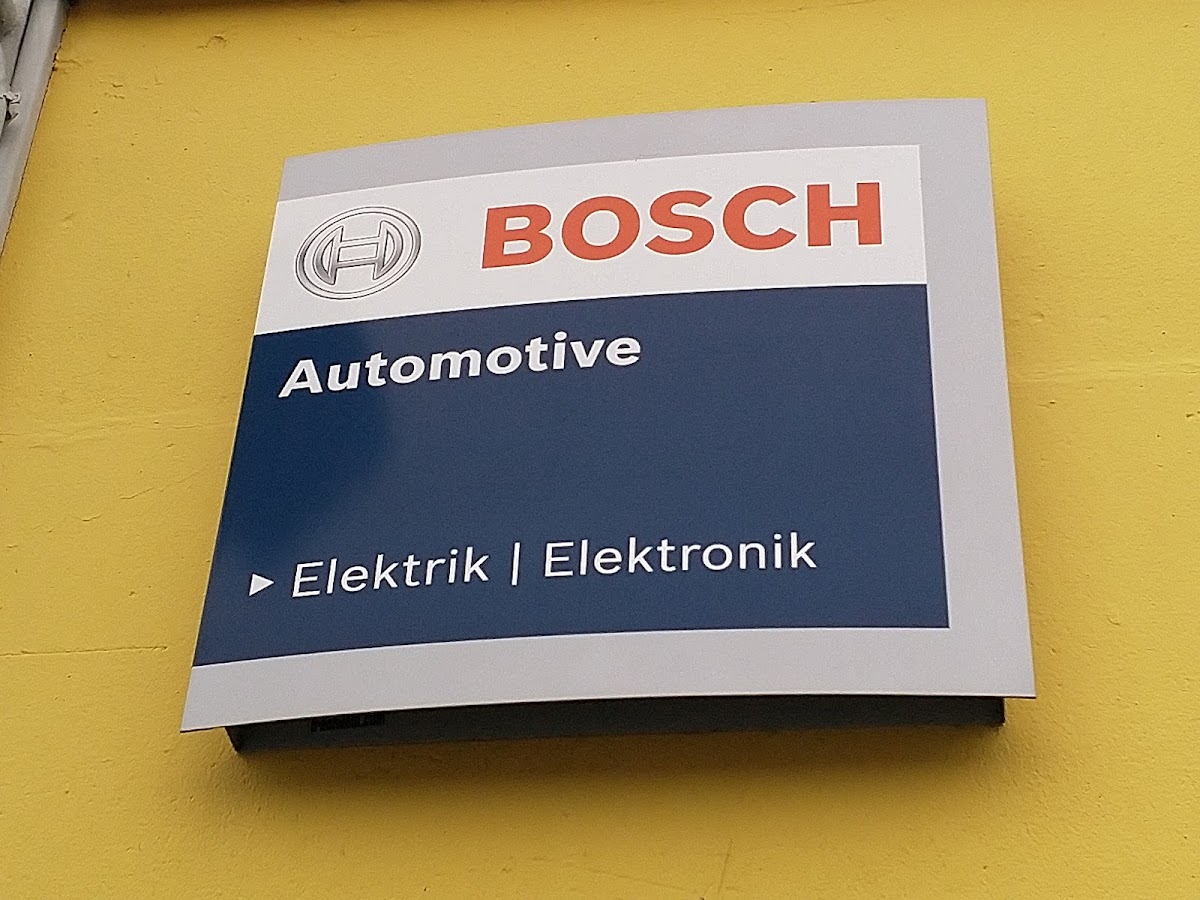 BOSCH
Automotive
► Elektrik | Elektronik